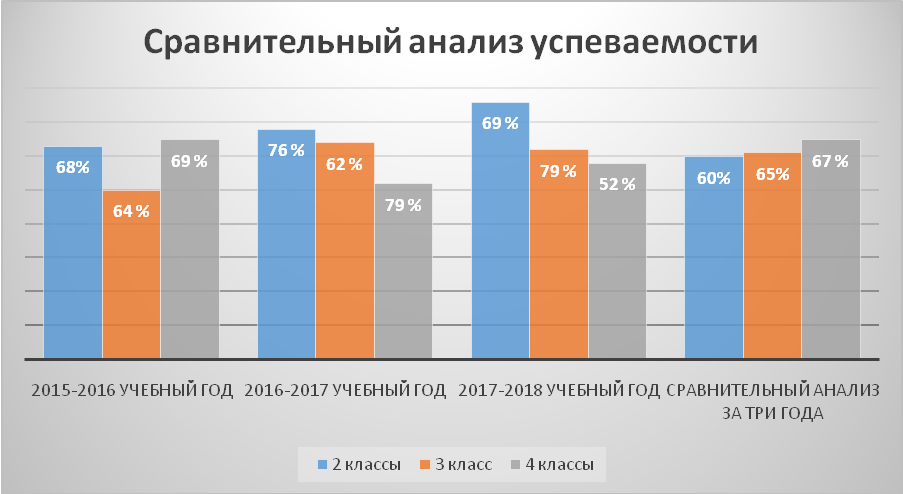 Сравнительный анализ успеваемости
68%
64 %
69 %
76 %
62 %
79 %
69 %
79 %
52 %
60%
65%
67 %
2015-2016 УЧЕБНЫЙ ГОД
2016-2017 УЧЕБНЫЙ ГОД
2017-2018 УЧЕБНЫЙ ГОД
СРАВНИТЕЛЬНЫЙ АНАЛИЗ
ЗА ТРИ ГОДА
2 классы
3 класс
4 классы